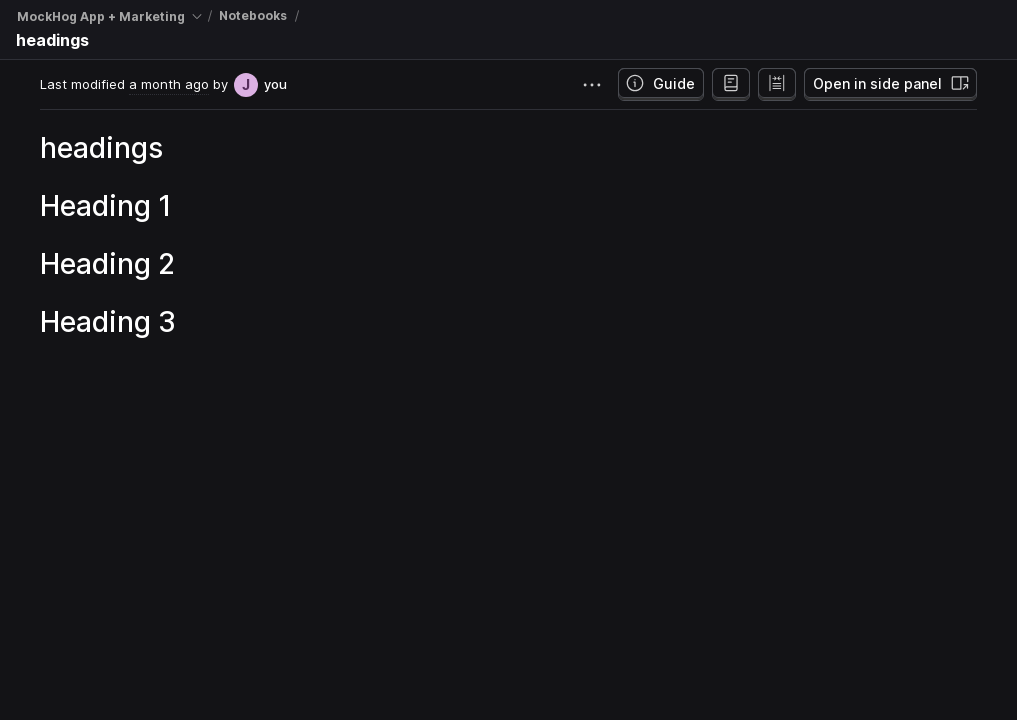 MockHog App + Marketing / Notebooks /
headings
Last modified a month ago by J you
Guide
Open in side panel
headings
Heading 1
Heading 2
Heading 3